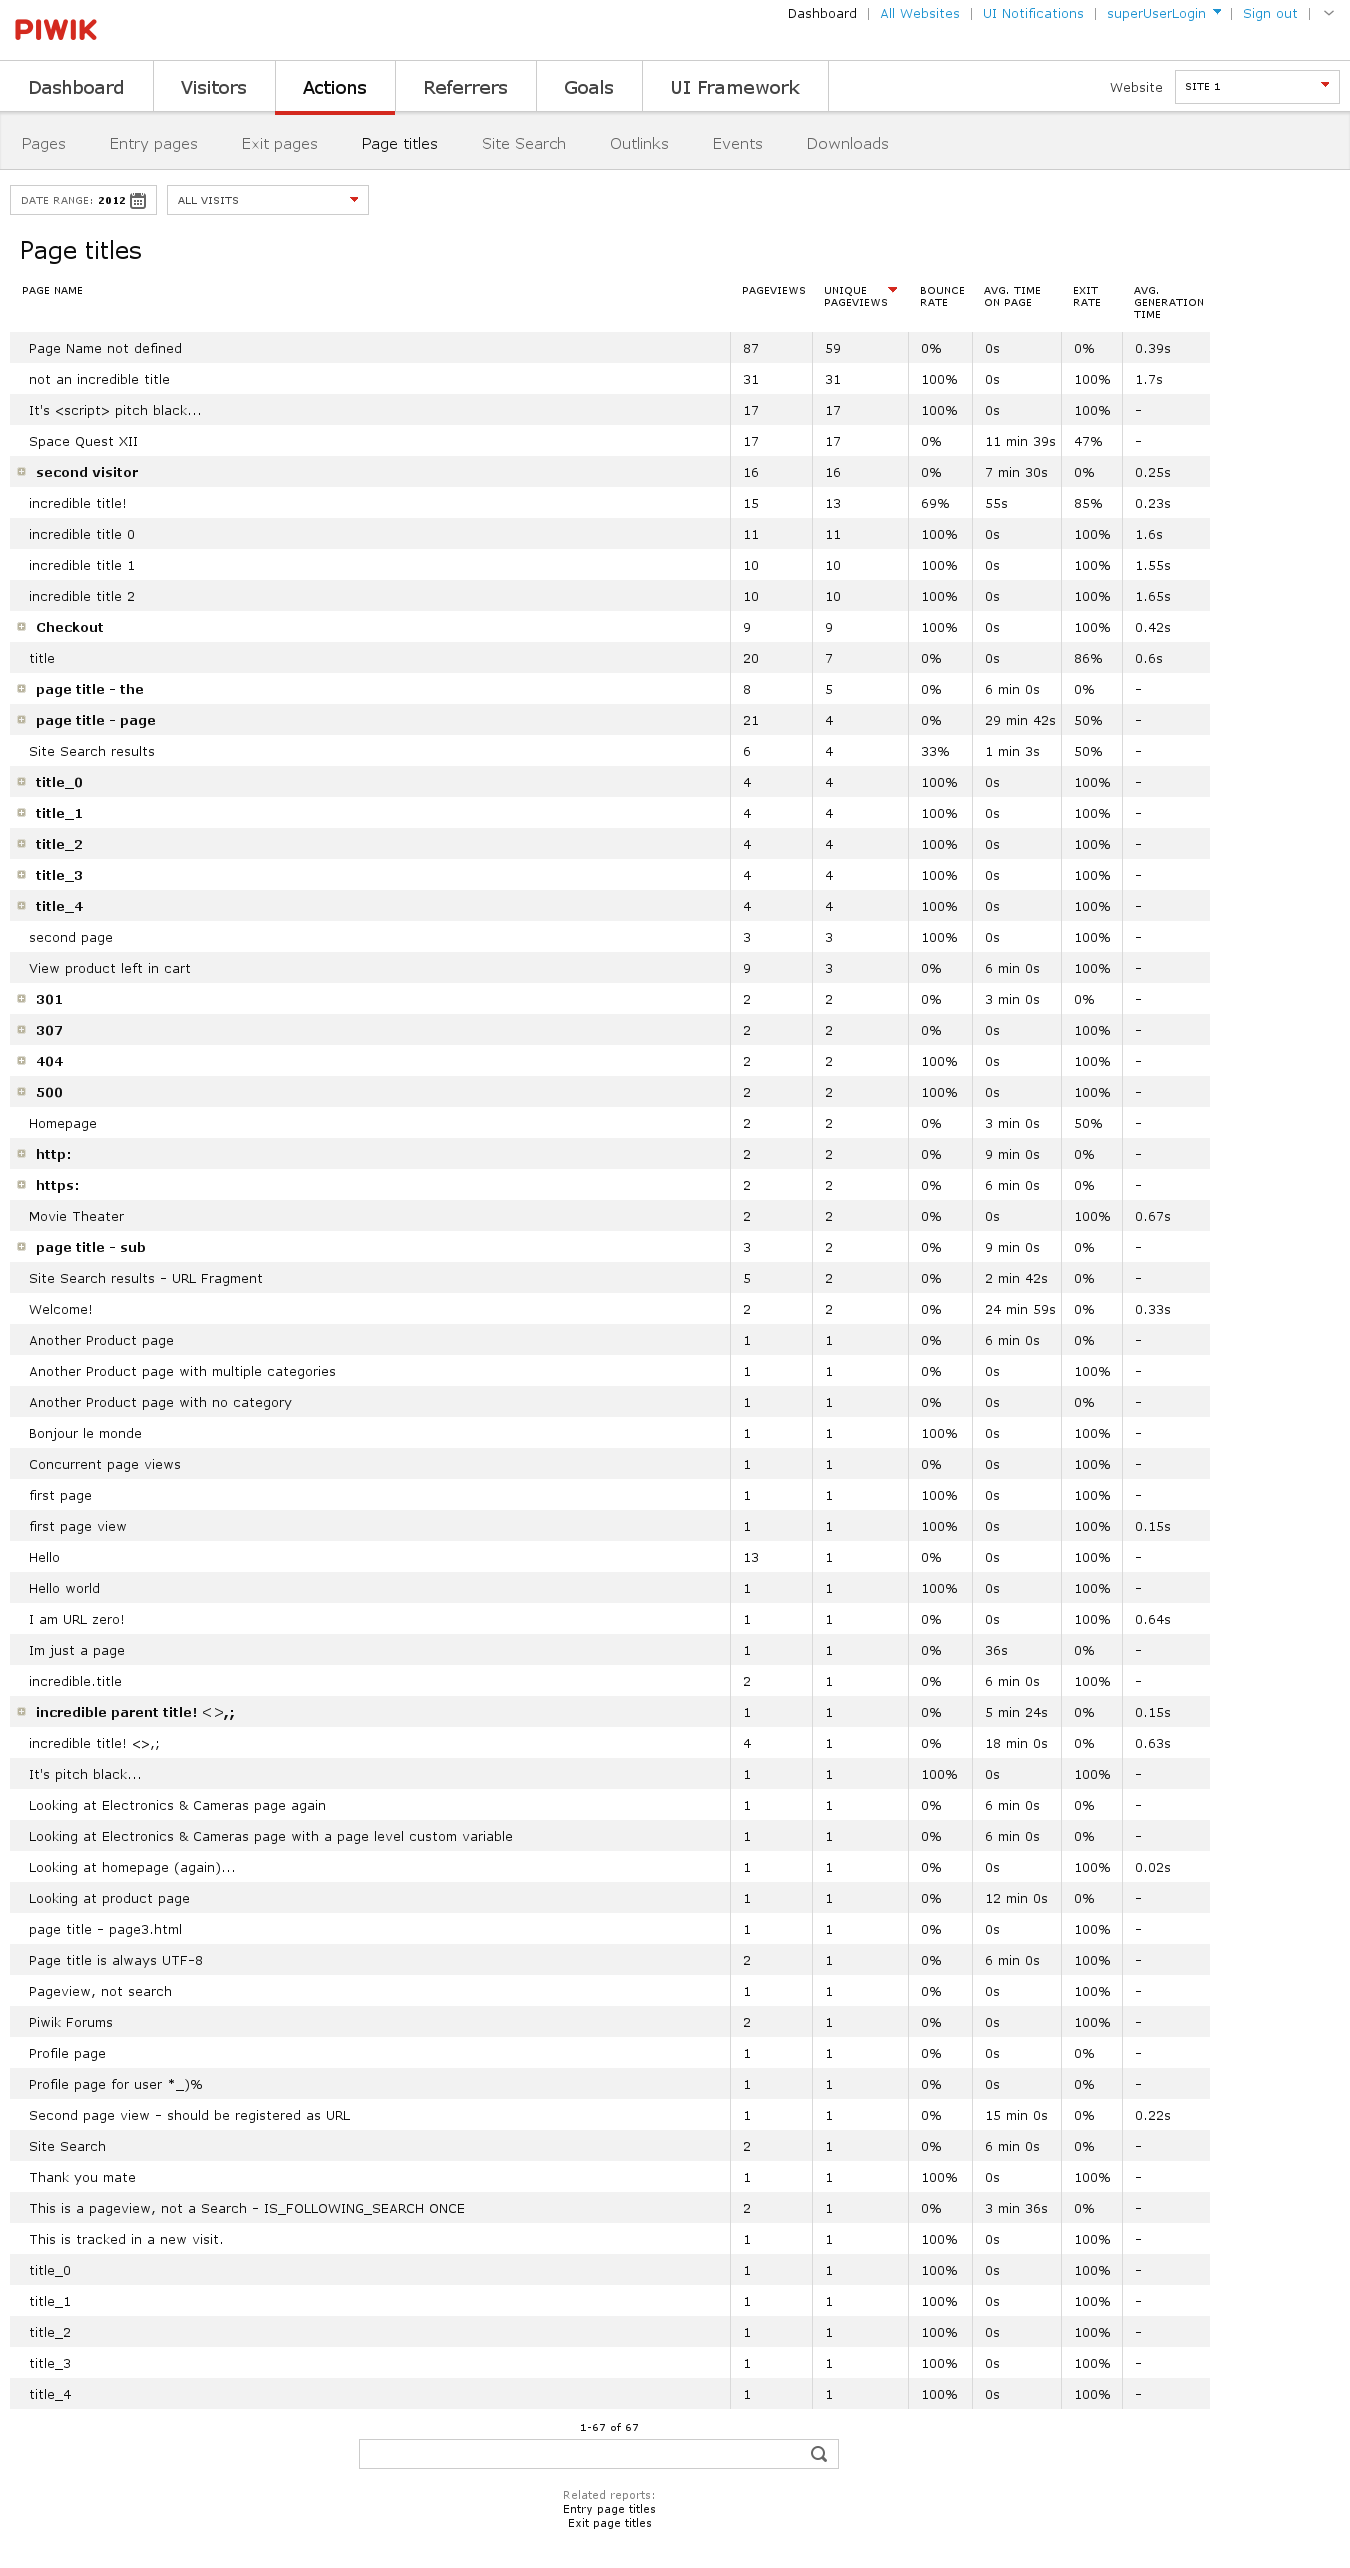 PIWIK
Dashboard | All Websites | UI Notifications | superUserLogin | Sign out |
Dashboard Visitors Actions Referrers Goals UI Framework Website SITE 1
Pages Entry pages Exit pages Page titles Site Search Outlinks Events Downloads
DATE RANGE: 2012 ALL VISITS
Page titles
PAGE NAME PAGEVIEWS UNIQUE PAGEVIEWS BOUNCE RATE AVG. TIME ON PAGE EXIT RATE AVG. GENERATION TIME
Page Name not defined 87 59 0% 0s 0% 0.39s
not an incredible title 31 31 100% 0s 100% 1.7s
It's <script> pitch black... 17 17 100% 0s 100% -
Space Quest XII 17 17 0% 11 min 39s 47% -
second visitor 16 16 0% 7 min 30s 0% 0.25s
incredible title! 15 13 69% 55s 85% 0.23s
incredible title 0 11 11 100% 0s 100% 1.6s
incredible title 1 10 10 100% 0s 100% 1.55s
incredible title 2 10 10 100% 0s 100% 1.65s
Checkout 9 9 100% 0s 100% 0.42s
title 20 7 0% 0s 86% 0.6s
page title - the 8 5 0% 6 min 0s 0% -
page title - page 21 4 0% 29 min 42s 50% -
Site Search results 6 4 33% 1 min 3s 50% -
title_0 4 4 100% 0s 100% -
title_1 4 4 100% 0s 100% -
title_2 4 4 100% 0s 100% -
title_3 4 4 100% 0s 100% -
title_4 4 4 100% 0s 100% -
second page 3 3 100% 0s 100% -
View product left in cart 9 3 0% 6 min 0s 100% -
301 2 2 0% 3 min 0s 0% -
307 2 2 0% 0s 100% -
404 2 2 100% 0s 100% -
500 2 2 100% 0s 100% -
Homepage 2 2 0% 3 min 0s 50% -
http: 2 2 0% 9 min 0s 0% -
https: 2 2 0% 6 min 0s 0% -
Movie Theater 2 2 0% 0s 100% 0.67s
page title - sub 3 2 0% 9 min 0s 0% -
Site Search results - URL Fragment 5 2 0% 2 min 42s 0% -
Welcome! 2 2 0% 24 min 59s 0% 0.33s
Another Product page 1 1 0% 6 min 0s 0% -
Another Product page with multiple categories 1 1 0% 0s 100% -
Another Product page with no category 1 1 0% 0s 0% -
Bonjour le monde 1 1 100% 0s 100% -
Concurrent page views 1 1 0% 0s 100% -
first page 1 1 100% 0s 100% -
first page view 1 1 100% 0s 100% 0.15s
Hello 13 1 0% 0s 100% -
Hello world 1 1 100% 0s 100% -
I am URL zero! 1 1 0% 0s 100% 0.64s
Im just a page 1 1 0% 36s 0% -
incredible.title 2 1 0% 6 min 0s 100% -
incredible parent title! <>,; 1 1 0% 5 min 24s 0% 0.15s
incredible title! <>,; 4 1 0% 18 min 0s 0% 0.63s
It's pitch black... 1 1 100% 0s 100% -
Looking at Electronics & Cameras page again 1 1 0% 6 min 0s 0% -
Looking at Electronics & Cameras page with a page level custom variable 1 1 0% 6 min 0s 0% -
Looking at homepage (again)... 1 1 0% 0s 100% 0.02s
Looking at product page 1 1 0% 12 min 0s 0% -
page title - page3.html 1 1 0% 0s 100% -
Page title is always UTF-8 2 1 0% 6 min 0s 100% -
Pageview, not search 1 1 0% 0s 100% -
Piwik Forums 2 1 0% 0s 100% -
Profile page 1 1 0% 0s 0% -
Profile page for user *_)% 1 1 0% 0s 0% -
Second page view - should be registered as URL 1 1 0% 15 min 0s 0% 0.22s
Site Search 2 1 0% 6 min 0s 0% -
Thank you mate 1 1 100% 0s 100% -
This is a pageview, not a Search - IS_FOLLOWING_SEARCH ONCE 2 1 0% 3 min 36s 0% -
This is tracked in a new visit. 1 1 100% 0s 100% -
title_0 1 1 100% 0s 100% -
title_1 1 1 100% 0s 100% -
title_2 1 1 100% 0s 100% -
title_3 1 1 100% 0s 100% -
title_4 1 1 100% 0s 100% -
1-67 of 67
Related reports:
Entry page titles
Exit page titles